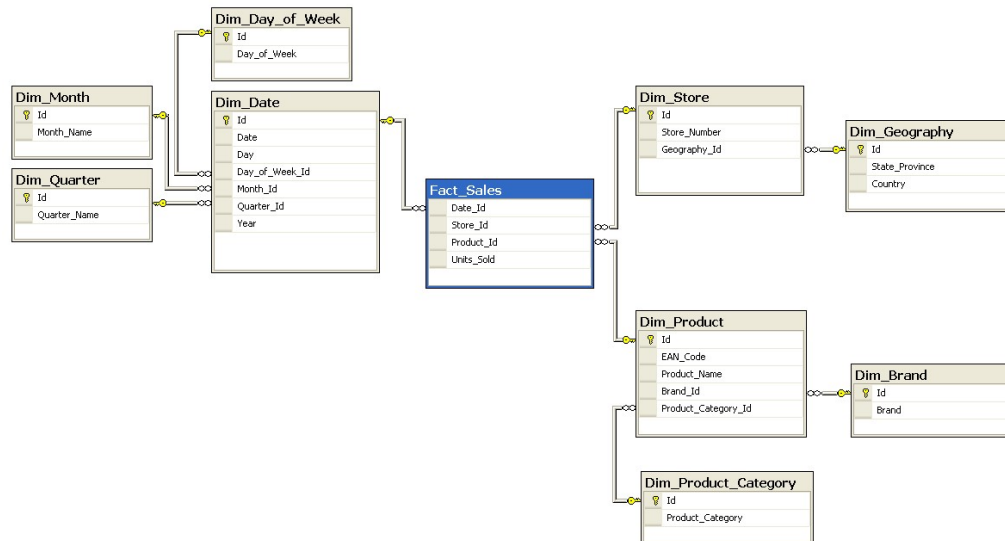 Dim_Day_of_Week
Id
Day_of_Week
Dim_Month
Id
Month_Name
Dim_Quarter
Id
Quarter_Name
Dim_Date
Id
Date
Day
Day_of_Week_Id
Month_Id
Quarter_Id
Year
Fact_Sales
Date_Id
Store_Id
Product_Id
Units_Sold
Dim_Store
Id
Store_Number
Geography_Id
Dim_Geography
Id
State_Province
Country
Dim_Product
Id
EAN_Code
Product_Name
Brand_Id
Product_Category_Id
Dim_Brand
Id
Brand
Dim_Product_Category
Id
Product_Category